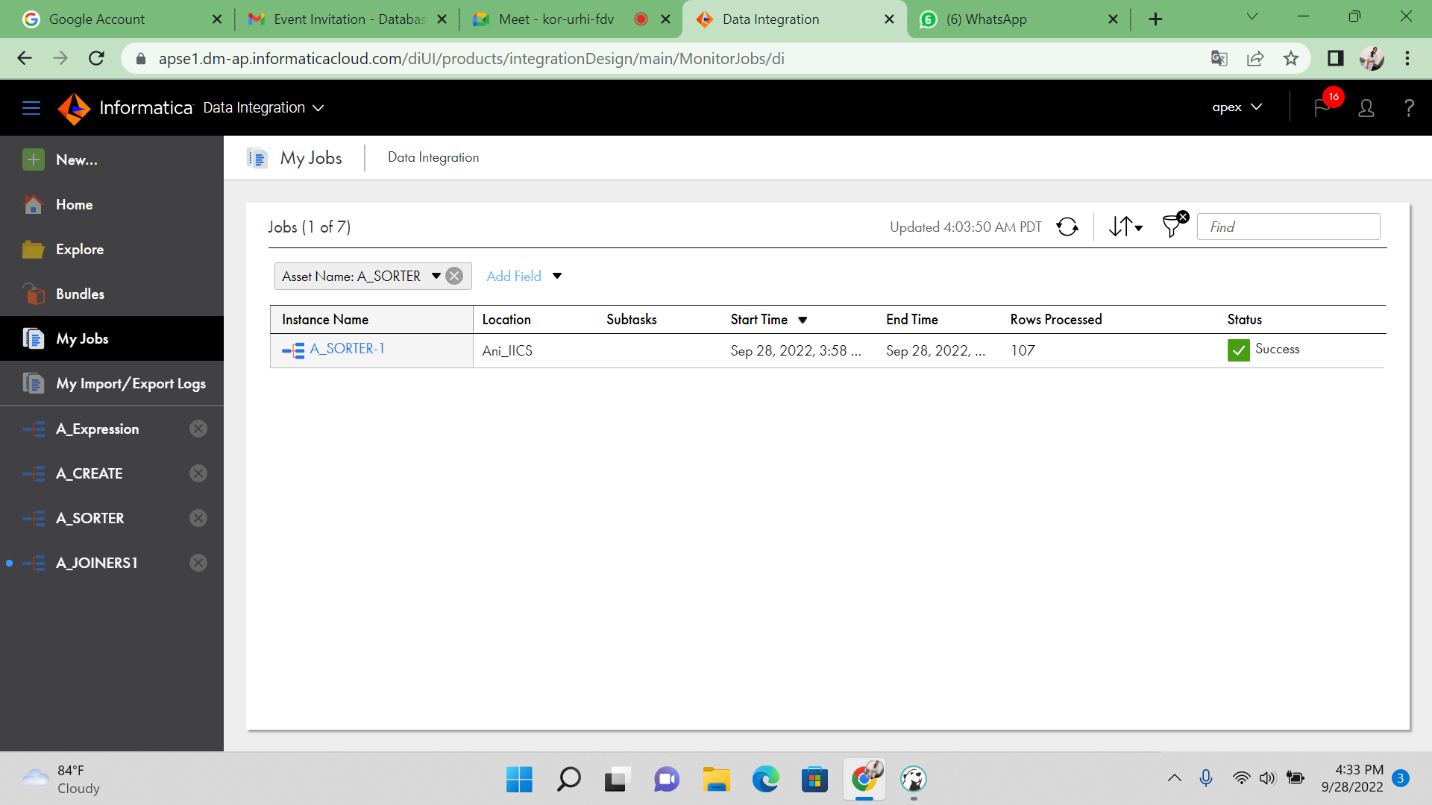 Google Account
Event Invitation - Databas
Meet - kor-urhi-fdv
Data Integration
6
(6) WhatsApp
apse1.dm-ap.informaticacloud.com/diUI/products/integrationDesign/main/MonitorJobs/di
Informatica Data Integration
apex
16
?
New...
Home
Explore
Bundles
My Jobs
My Import/Export Logs
A_Expression
A_CREATE
A_SORTER
A_JOINERS1
My Jobs
Data Integration
Jobs (1 of 7)
Updated 4:03:50 AM PDT
Find
Asset Name: A_SORTER
Add Field
Instance Name Location Subtasks Start Time End Time Rows Processed Status
A_SORTER-1 Ani_IICS Sep 28, 2022, 3:58 ... Sep 28, 2022, ... 107 Success
84°F
Cloudy
4:33 PM
9/28/2022
3